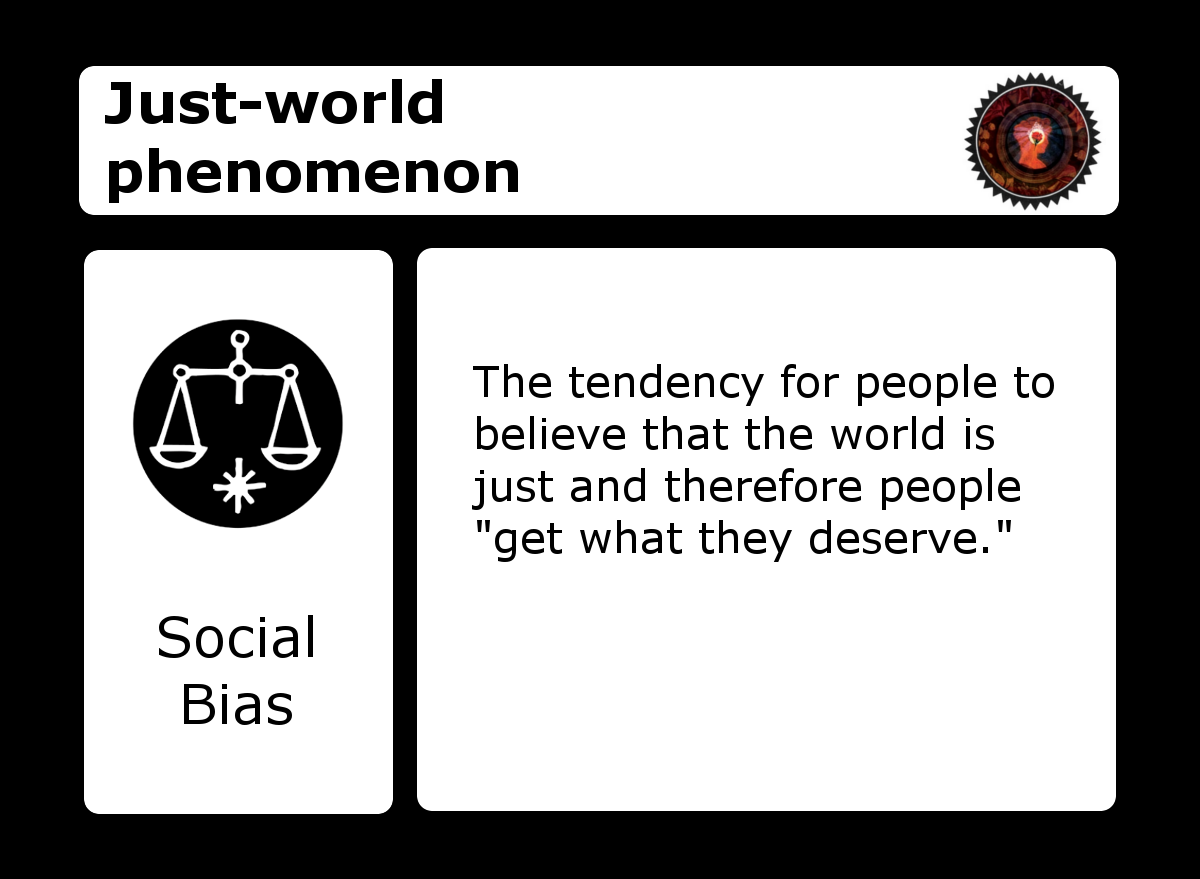 Just-world
phenomenon
Social
Bias
The tendency for people to
believe that the world is
just and therefore people
"get what they deserve."